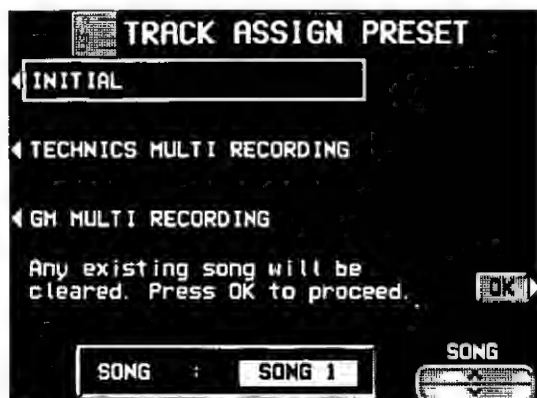 TRACK ASSIGN PRESET
INITIAL
TECHNICS MULTI RECORDING
GM MULTI RECORDING
Any existing song will be
cleared. Press OK to proceed.
OK
SONG
SONG : SONG 1